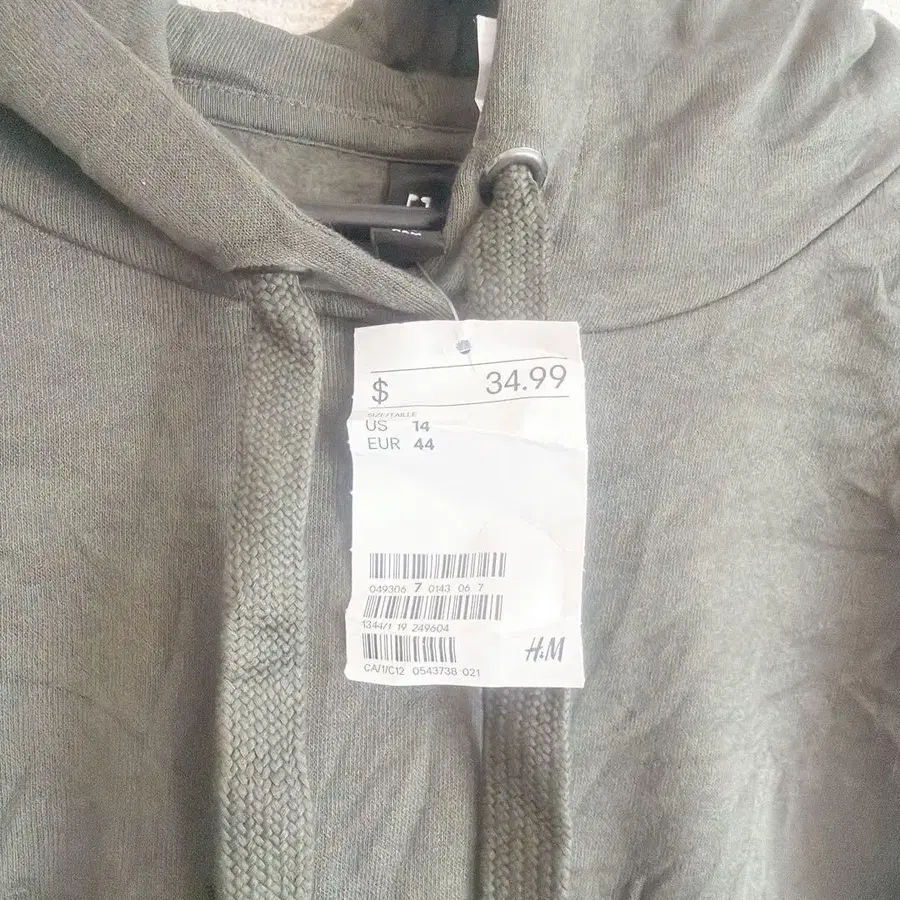 $ 34.99
SIZE/TAILLE
US 14
EUR 44
049306 7 0143 06 7
1344/1 19 249604
CA/1/C12 0543738 021
H&M